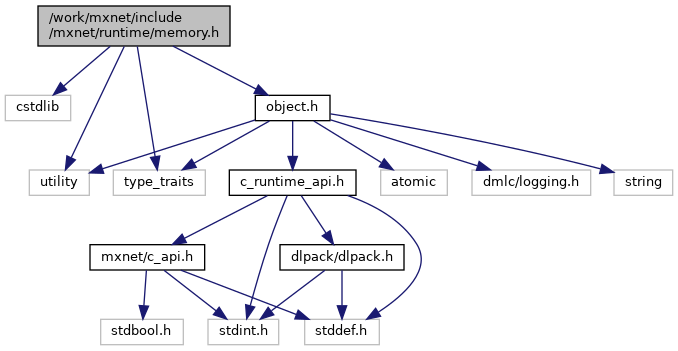 /work/mxnet/include
/mxnet/runtime/memory.h
cstdlib
object.h
utility
type_traits
c_runtime_api.h
atomic
dmlc/logging.h
string
mxnet/c_api.h
dlpack/dlpack.h
stdbool.h
stdint.h
stddef.h